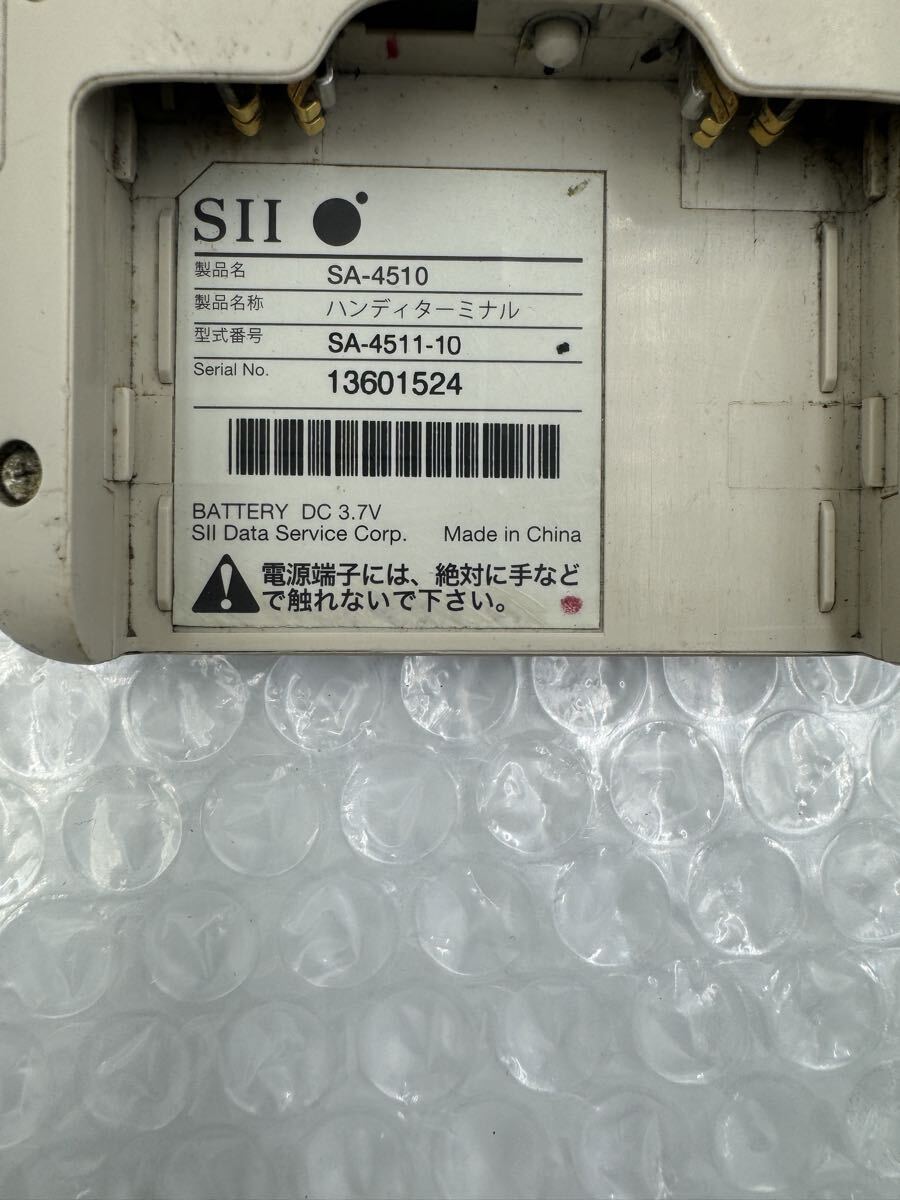 SII
製品名 SA-4510
製品名称 ハンディターミナル
型式番号 SA-4511-10
Serial No. 13601524
BATTERY DC 3.7V
SII Data Service Corp. Made in China
電源端子には、絶対に手など
で触れないで下さい。